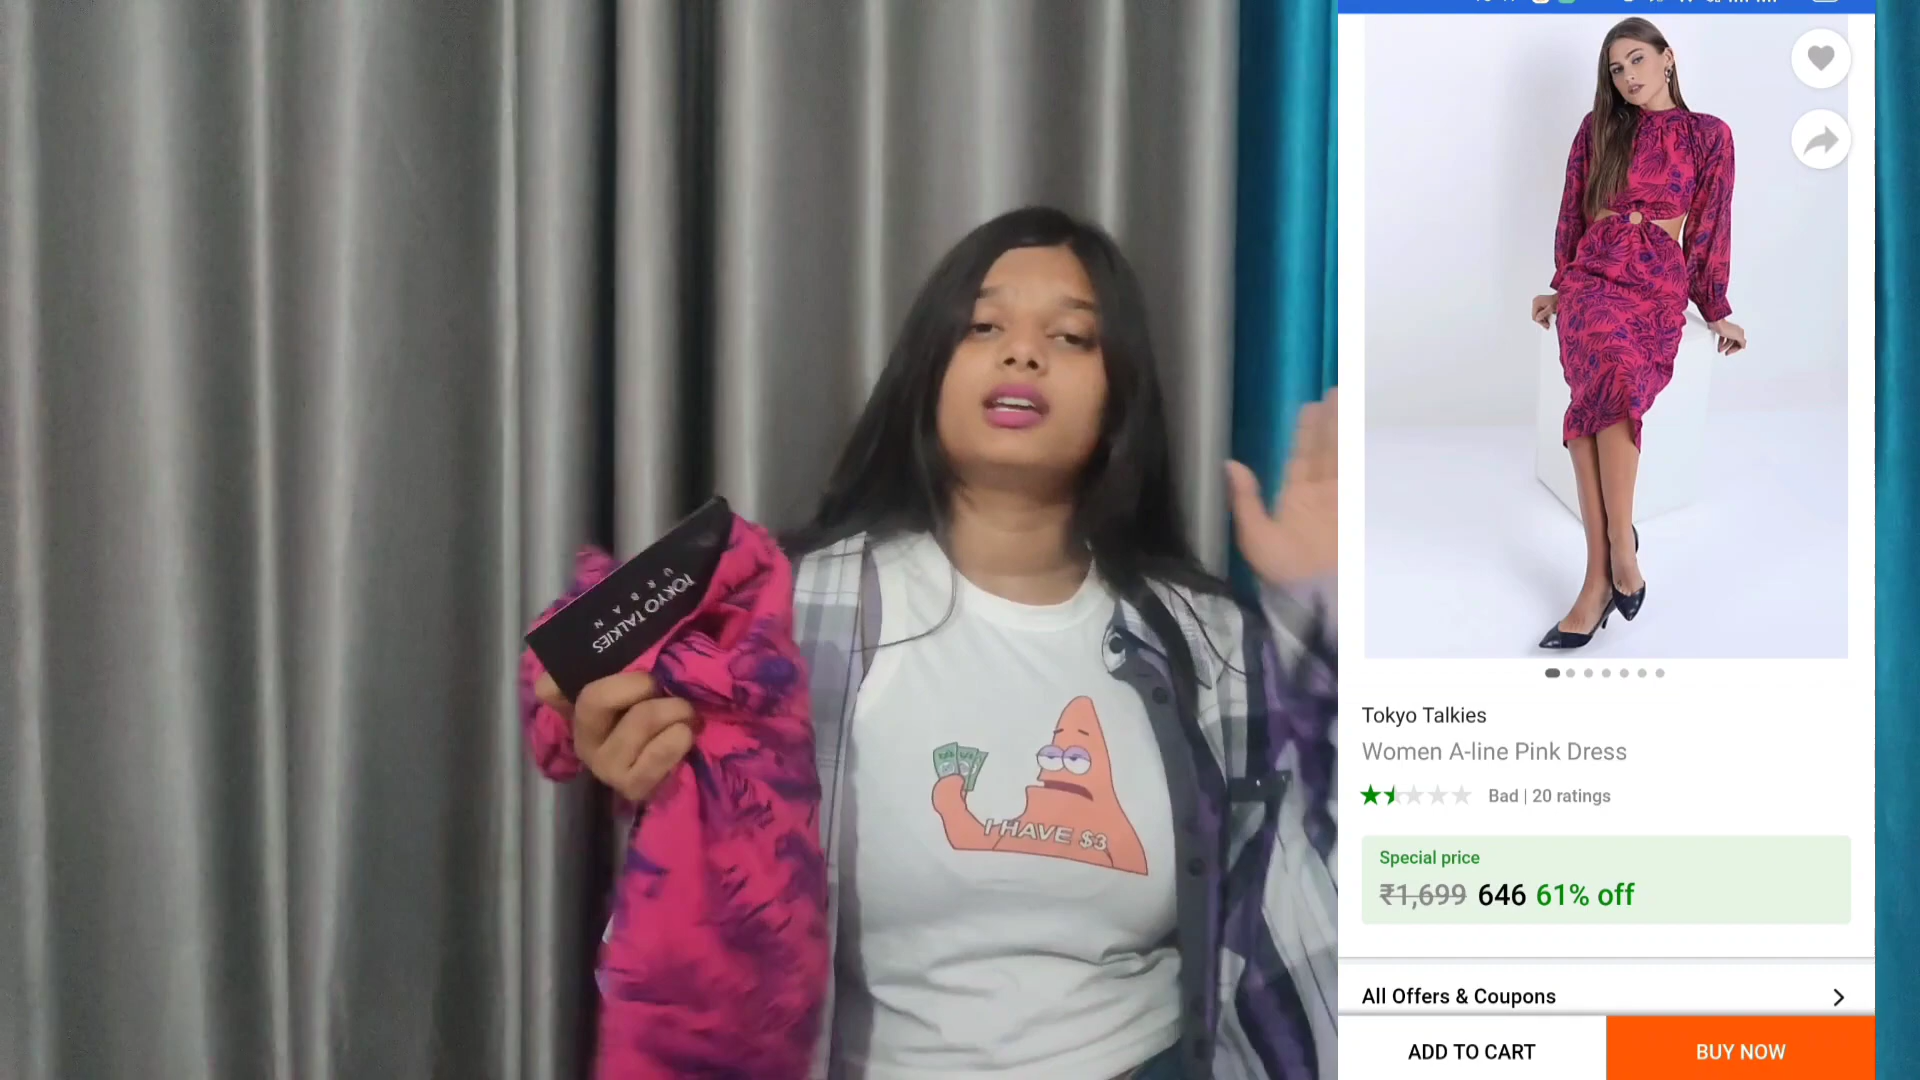 TOKYO TALKIES
URBAN
I HAVE $3
Tokyo Talkies
Women A-line Pink Dress
Bad | 20 ratings
Special price
₹1,699 646 61% off
All Offers & Coupons
ADD TO CART
BUY NOW